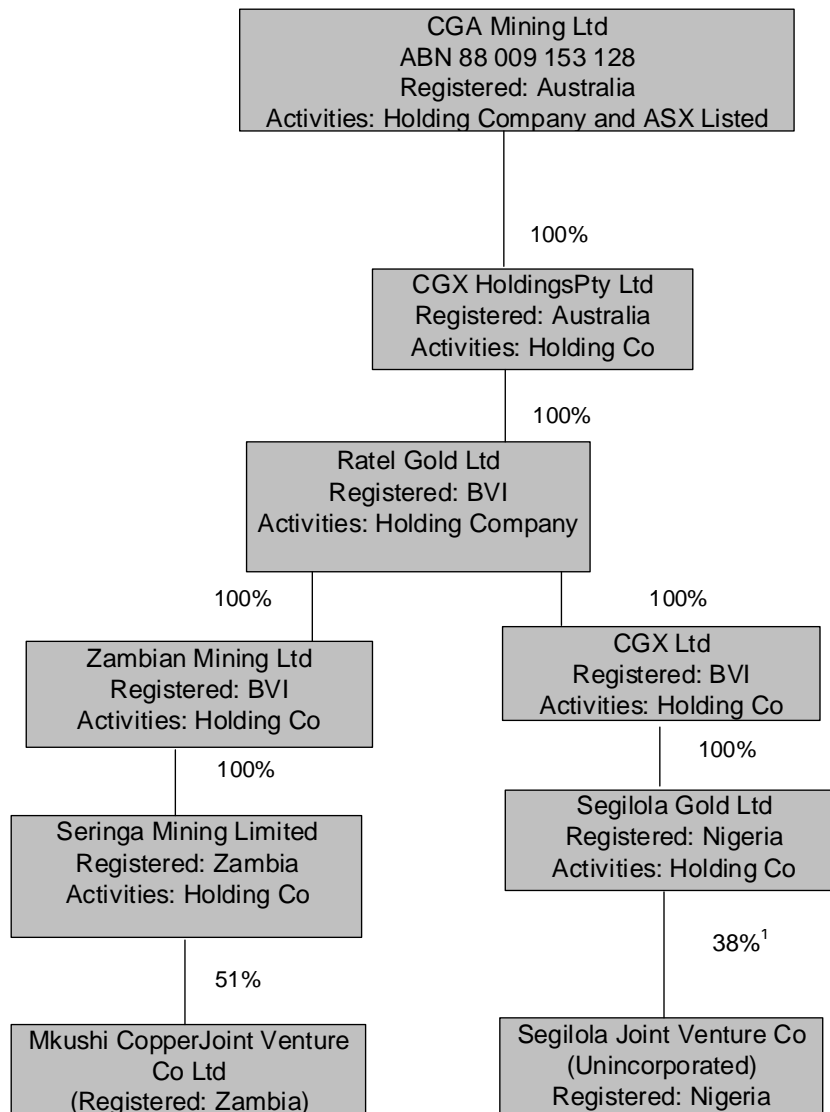 CGA Mining Ltd
ABN 88 009 153 128
Registered: Australia
Activities: Holding Company and ASX Listed
100%
CGX HoldingsPty Ltd
Registered: Australia
Activities: Holding Co
100%
Ratel Gold Ltd
Registered: BVI
Activities: Holding Company
100%
100%
Zambian Mining Ltd
Registered: BVI
Activities: Holding Co
CGX Ltd
Registered: BVI
Activities: Holding Co
100%
100%
Seringa Mining Limited
Registered: Zambia
Activities: Holding Co
Segilola Gold Ltd
Registered: Nigeria
Activities: Holding Co
51%
38%¹
Mkushi CopperJoint Venture
Co Ltd
(Registered: Zambia)
Segilola Joint Venture Co
(Unincorporated)
Registered: Nigeria